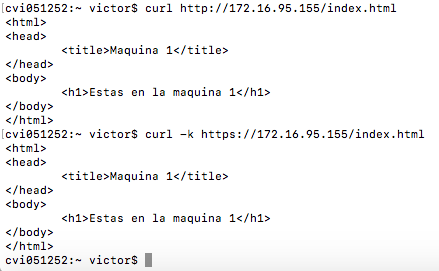 [cvi051252:~ victor$ curl http://172.16.95.155/index.html
<html>
<head>
        <title>Maquina 1</title>
</head>
<body>
        <h1>Estas en la maquina 1</h1>
</body>
</html>
[cvi051252:~ victor$ curl -k https://172.16.95.155/index.html
<html>
<head>
        <title>Maquina 1</title>
</head>
<body>
        <h1>Estas en la maquina 1</h1>
</body>
</html>
cvi051252:~ victor$